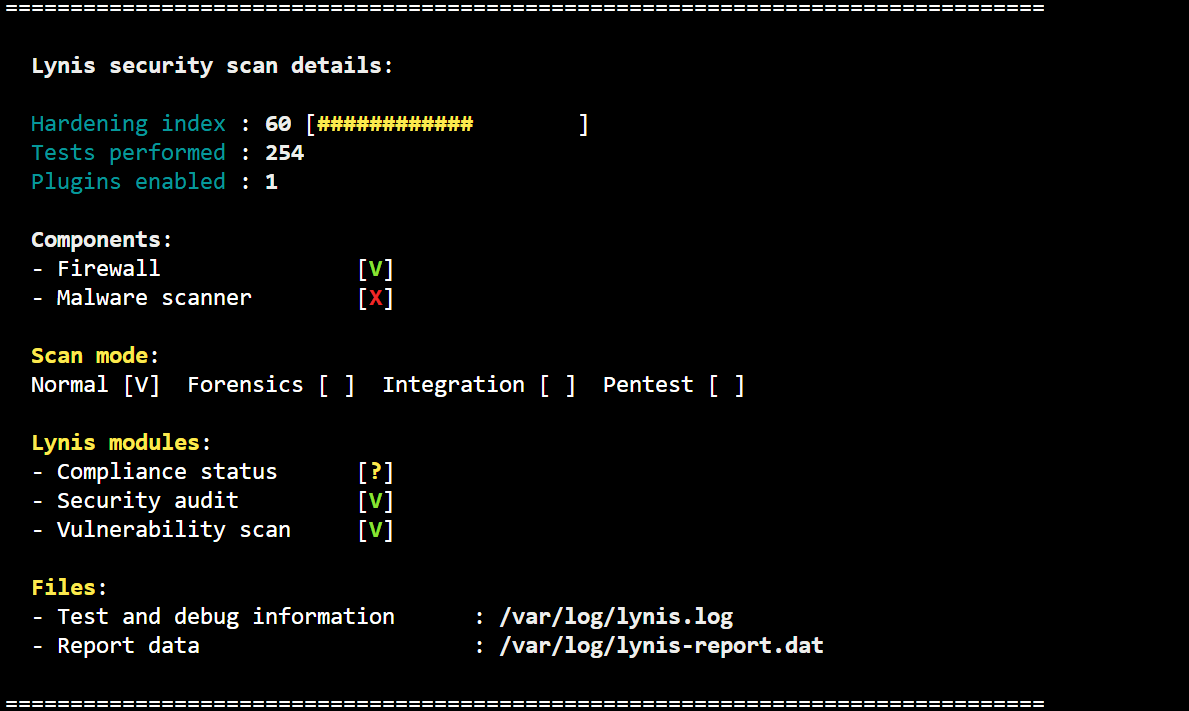 ================================================================================
Lynis security scan details:
Hardening index : 60 [############        ]
Tests performed : 254
Plugins enabled : 1
Components:
- Firewall               [V]
- Malware scanner        [X]
Scan mode:
Normal [V]  Forensics [ ]  Integration [ ]  Pentest [ ]
Lynis modules:
- Compliance status      [?]
- Security audit         [V]
- Vulnerability scan     [V]
Files:
- Test and debug information      : /var/log/lynis.log
- Report data                     : /var/log/lynis-report.dat
================================================================================